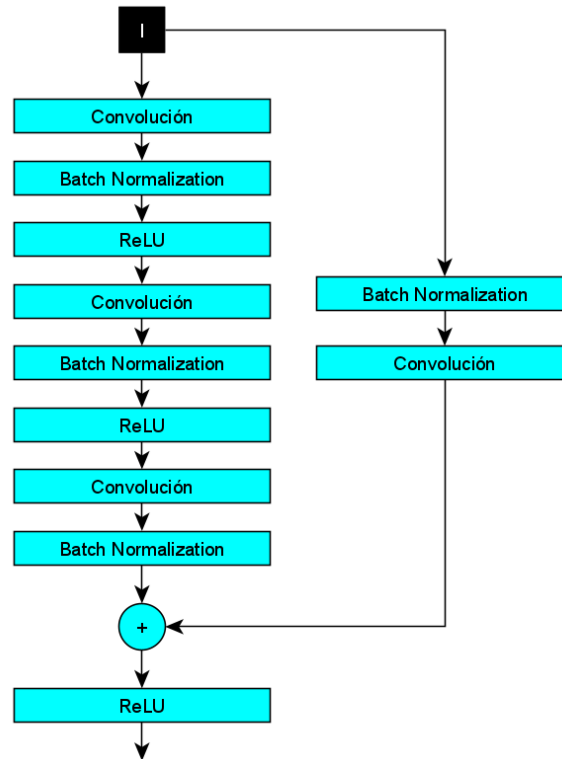 I
Convolución
Batch Normalization
ReLU
Convolución
Batch Normalization
ReLU
Convolución
Batch Normalization
+
ReLU
Batch Normalization
Convolución